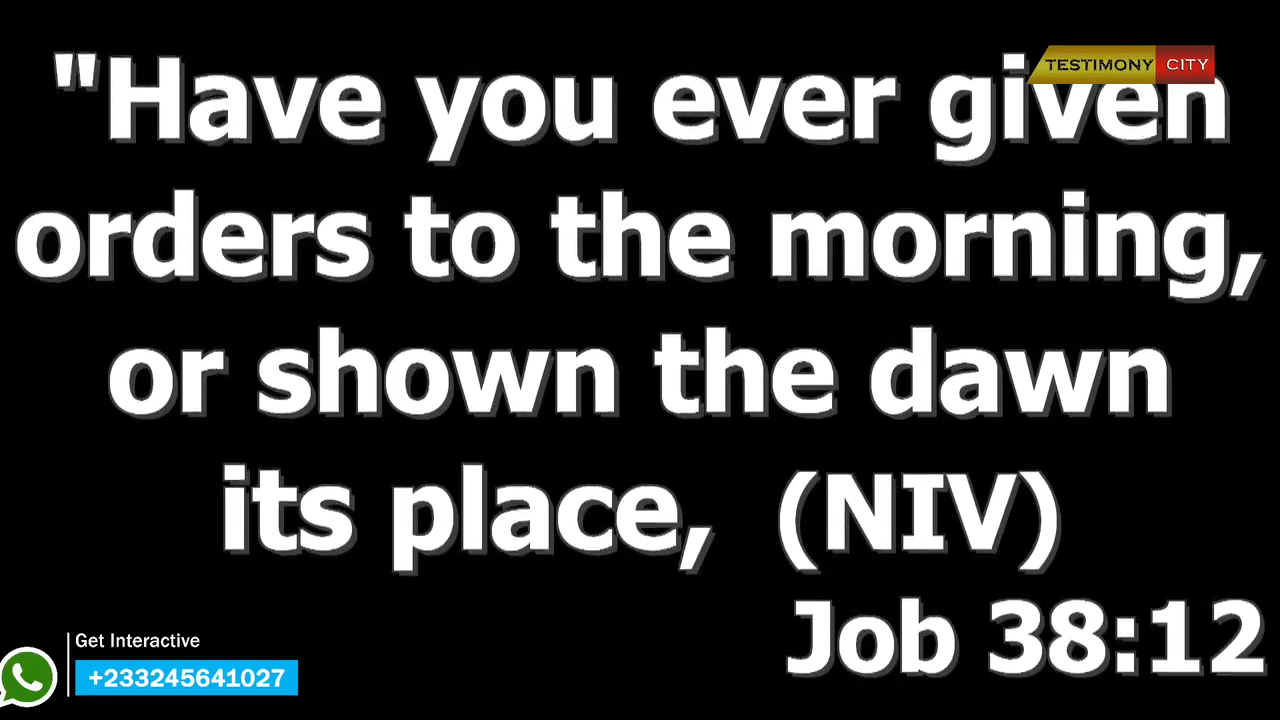 TESTIMONY CITY
"Have you ever given
orders to the morning,
or shown the dawn
its place, (NIV)
Job 38:12
Get Interactive
+233245641027